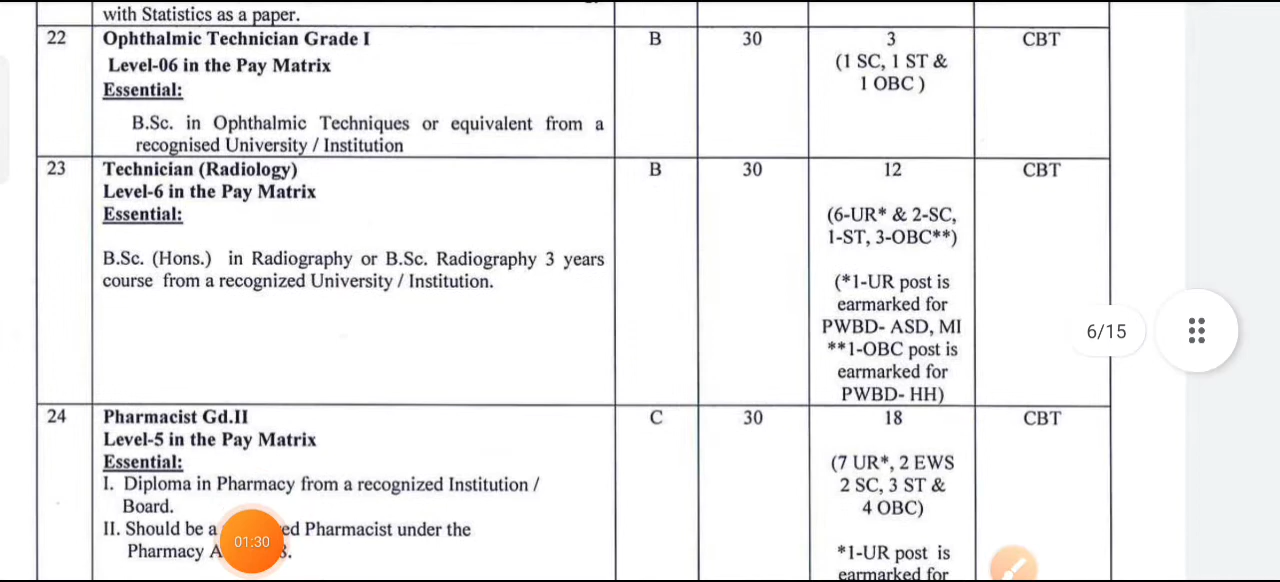 with Statistics as a paper.
22
Ophthalmic Technician Grade I
Level-06 in the Pay Matrix
Essential:
B.Sc. in Ophthalmic Techniques or equivalent from a
recognised University / Institution
B
30
3
(1 SC, 1 ST &
1 OBC )
CBT
23
Technician (Radiology)
Level-6 in the Pay Matrix
Essential:
B.Sc. (Hons.) in Radiography or B.Sc. Radiography 3 years
course from a recognized University / Institution.
B
30
12
(6-UR* & 2-SC,
1-ST, 3-OBC**)
(*1-UR post is
earmarked for
PWBD- ASD, MI
**1-OBC post is
earmarked for
PWBD- HH)
CBT
6/15
24
Pharmacist Gd.II
Level-5 in the Pay Matrix
Essential:
I. Diploma in Pharmacy from a recognized Institution /
Board.
II. Should be a ed Pharmacist under the
Pharmacy A
01:30
C
30
18
(7 UR*, 2 EWS
2 SC, 3 ST &
4 OBC)
*1-UR post is
earmarked for
CBT